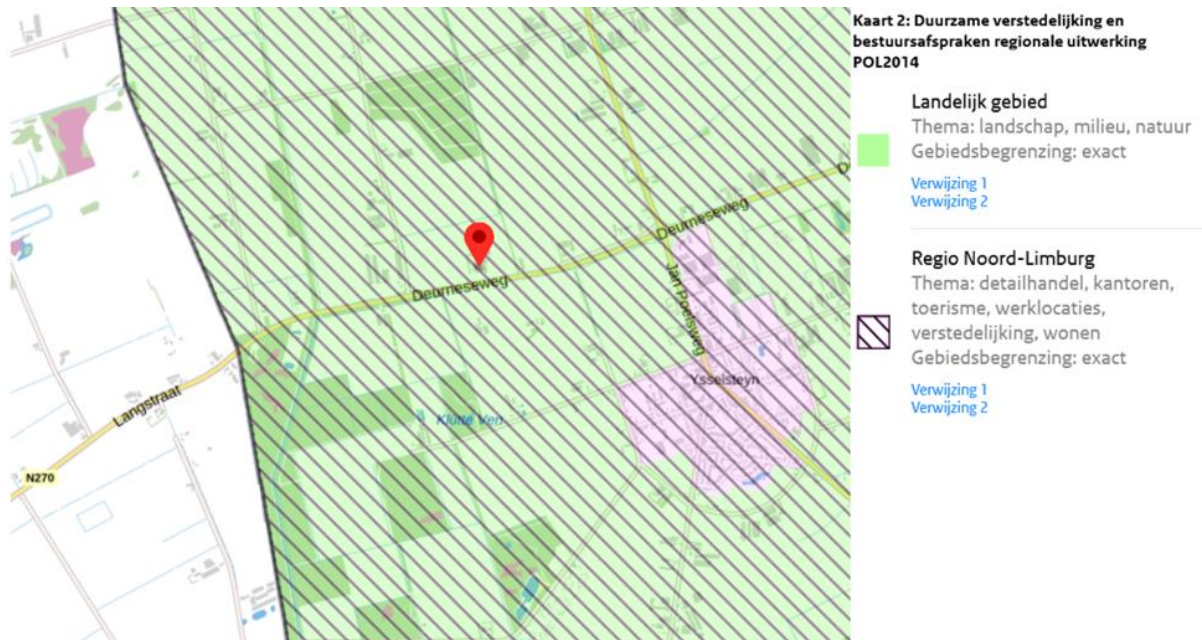 Kaart 2: Duurzame verstedelijking en
bestuursafspraken regionale uitwerking
POL2014
Landelijk gebied
Thema: landschap, milieu, natuur
Gebiedsbegrenzing: exact
Verwijzing 1
Verwijzing 2
Regio Noord-Limburg
Thema: detailhandel, kantoren,
toerisme, werklocaties,
verstedelijking, wonen
Gebiedsbegrenzing: exact
Verwijzing 1
Verwijzing 2
Deurneseweg
Deurneseweg
Jan Poelsweg
Ysselsteyn
Langstraat
Klutte Ven
N270